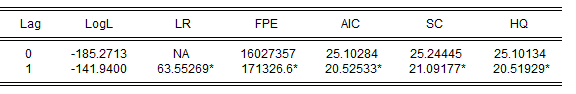 Lag LogL LR FPE AIC SC HQ
0 -185.2713 NA 16027357 25.10284 25.24445 25.10134
1 -141.9400 63.55269* 171326.6* 20.52533* 21.09177* 20.51929*